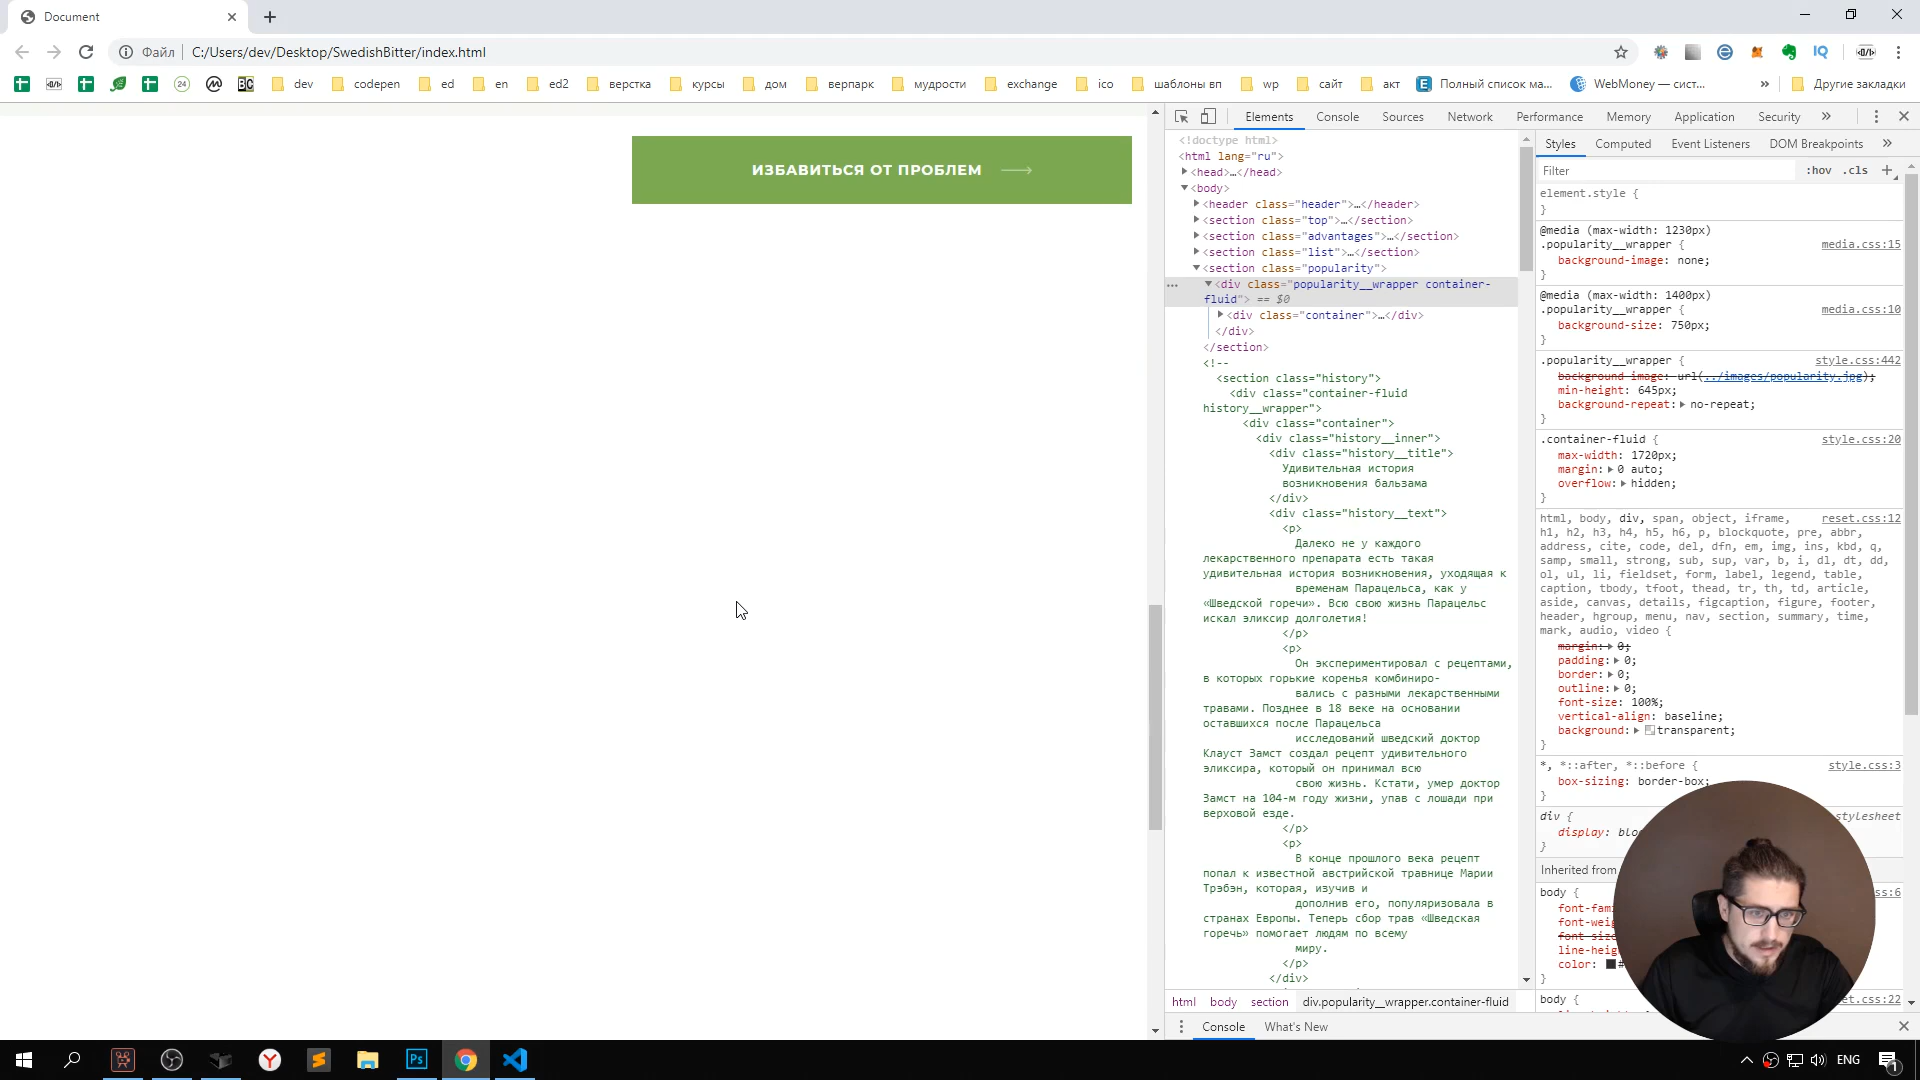 Document
Файл
C:/Users/dev/Desktop/SwedishBitter/index.html
IQ
24
BC
dev
codepen
ed
en
ed2
верстка
курсы
дом
верпарк
мудрости
exchange
ico
шаблоны вп
wp
сайт
акт
Полный список ма...
WebMoney — сист...
»
Другие закладки
ИЗБАВИТЬСЯ ОТ ПРОБЛЕМ
Elements
Console
Sources
Network
Performance
Memory
Application
Security
»
<!doctype html>
<html lang="ru">
<head>…</head>
<body>
<header class="header">…</header>
<section class="top">…</section>
<section class="advantages">…</section>
<section class="list">…</section>
<section class="popularity">
<div class="popularity__wrapper container-
fluid"> == $0
<div class="container">…</div>
</div>
</section>
<!--
<section class="history">
<div class="container-fluid
history__wrapper">
<div class="container">
<div class="history__inner">
<div class="history__title">
Удивительная история
возникновения бальзама
</div>
<div class="history__text">
<p>
Далеко не у каждого
лекарственного препарата есть такая
удивительная история возникновения, уходящая к
временам Парацельса, как у
«Шведской горечи». Всю свою жизнь Парацельс
искал эликсир долголетия!
</p>
<p>
Он экспериментировал с рецептами,
в которых горькие коренья комбиниро-
вались с разными лекарственными
травами. Позднее в 18 веке на основании
оставшихся после Парацельса
исследований шведский доктор
Клауст Замст создал рецепт удивительного
эликсира, который он принимал всю
свою жизнь. Кстати, умер доктор
Замст на 104-м году жизни, упав с лошади при
верховой езде.
</p>
<p>
В конце прошлого века рецепт
попал к известной австрийской травнице Марии
Трэбэн, которая, изучив и
дополнив его, популяризовала в
странах Европы. Теперь сбор трав «Шведская
горечь» помогает людям по всему
миру.
</p>
</div>
html
body
section
div.popularity__wrapper.container-fluid
Console
What's New
Styles
Computed
Event Listeners
DOM Breakpoints
»
Filter
:hov
.cls
element.style {
}
@media (max-width: 1230px)
.popularity__wrapper {
media.css:15
background-image: none;
}
@media (max-width: 1400px)
.popularity__wrapper {
media.css:10
background-size: 750px;
}
.popularity__wrapper {
style.css:442
background-image: url(../images/popularity.jpg);
min-height: 645px;
background-repeat: no-repeat;
}
.container-fluid {
style.css:20
max-width: 1720px;
margin: 0 auto;
overflow: hidden;
}
html, body, div, span, object, iframe,
reset.css:12
h1, h2, h3, h4, h5, h6, p, blockquote, pre, abbr,
address, cite, code, del, dfn, em, img, ins, kbd, q,
samp, small, strong, sub, sup, var, b, i, dl, dt, dd,
ol, ul, li, fieldset, form, label, legend, table,
caption, tbody, tfoot, thead, tr, th, td, article,
aside, canvas, details, figcaption, figure, footer,
header, hgroup, menu, nav, section, summary, time,
mark, audio, video {
margin: 0;
padding: 0;
border: 0;
outline: 0;
font-size: 100%;
vertical-align: baseline;
background: transparent;
}
*, *::after, *::before {
style.css:3
box-sizing: border-box;
}
div {
stylesheet
display:
}
Inherited from
body {
ss:6
color: #
}
body {
et.css:22
Ps
ENG
1